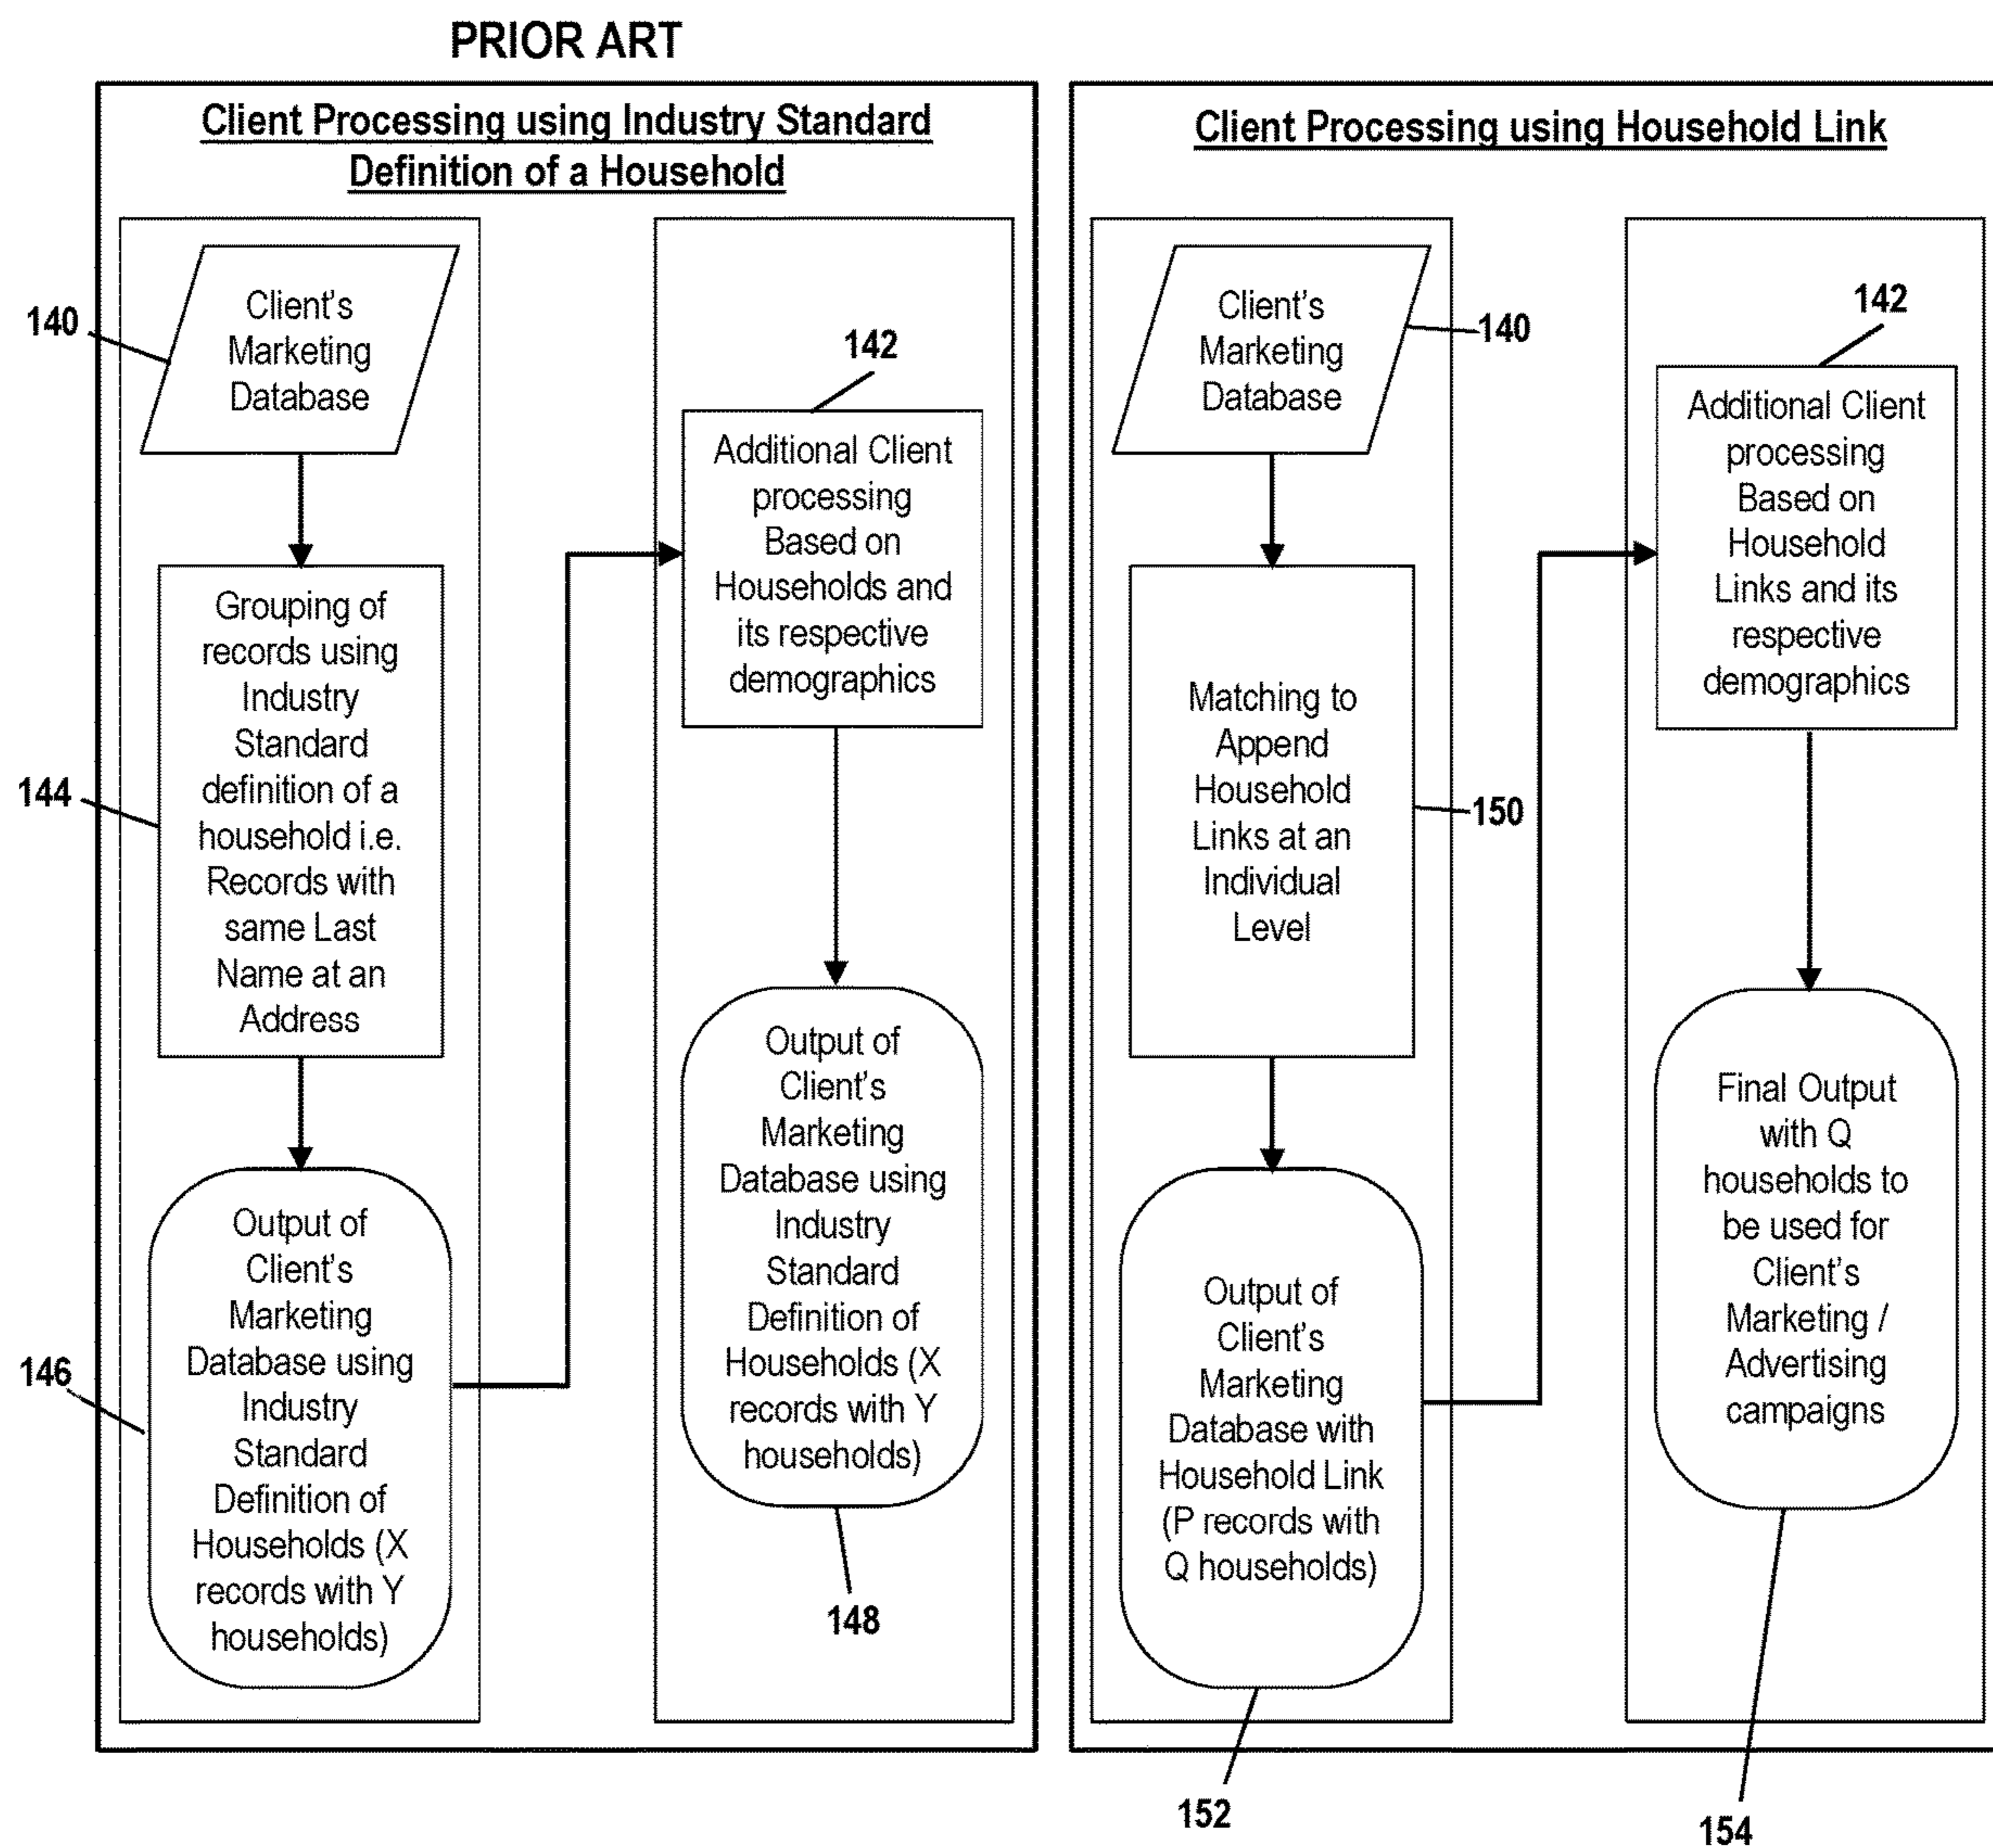 PRIOR ART
Client Processing using Industry Standard
Definition of a Household
140
Client's
Marketing
Database
144
Grouping of
records using
Industry
Standard
definition of a
household i.e.
Records with
same Last
Name at an
Address
146
Output of
Client's
Marketing
Database using
Industry
Standard
Definition of
Households (X
records with Y
households)
142
Additional Client
processing
Based on
Households and
its respective
demographics
Output of
Client's
Marketing
Database using
Industry
Standard
Definition of
Households (X
records with Y
households)
148
Client Processing using Household Link
Client's
Marketing
Database
140
Matching to
Append
Household
Links at an
Individual
Level
150
Output of
Client's
Marketing
Database with
Household Link
(P records with
Q households)
152
142
Additional Client
processing
Based on
Household
Links and its
respective
demographics
Final Output
with Q
households to
be used for
Client's
Marketing /
Advertising
campaigns
154